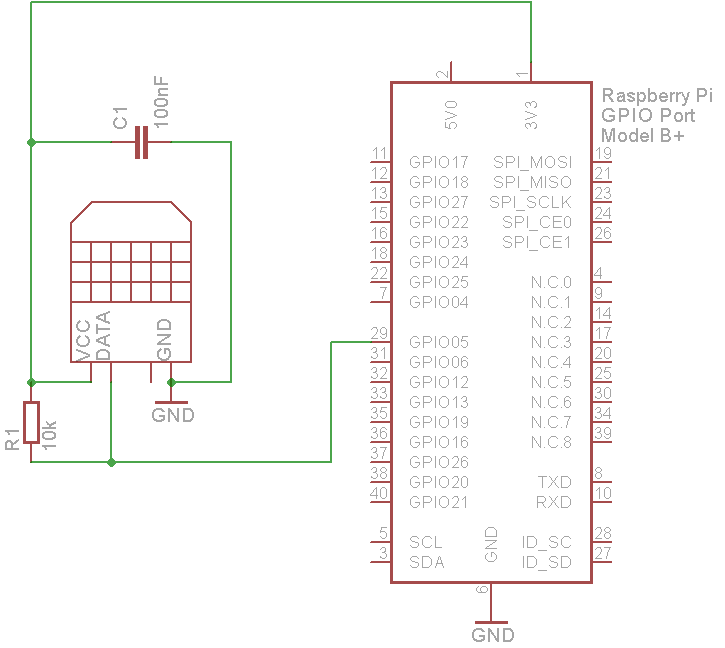 2
1
5V0
3V3
Raspberry Pi
GPIO Port
Model B+
C1
100nF
11 GPIO17 SPI_MOSI 19
12 GPIO18 SPI_MISO 21
13 GPIO27 SPI_SCLK 23
15 GPIO22 SPI_CE0 24
16 GPIO23 SPI_CE1 26
18 GPIO24
22 GPIO25 N.C.0 4
7 GPIO04 N.C.1 9
N.C.2 14
29 GPIO05 N.C.3 17
31 GPIO06 N.C.4 20
32 GPIO12 N.C.5 25
33 GPIO13 N.C.6 30
35 GPIO19 N.C.7 34
36 GPIO16 N.C.8 39
37 GPIO26
38 GPIO20 TXD 8
40 GPIO21 RXD 10
5 SCL ID_SC 28
3 SDA ID_SD 27
GND
6
GND
VCC
DATA
GND
GND
R1
10k